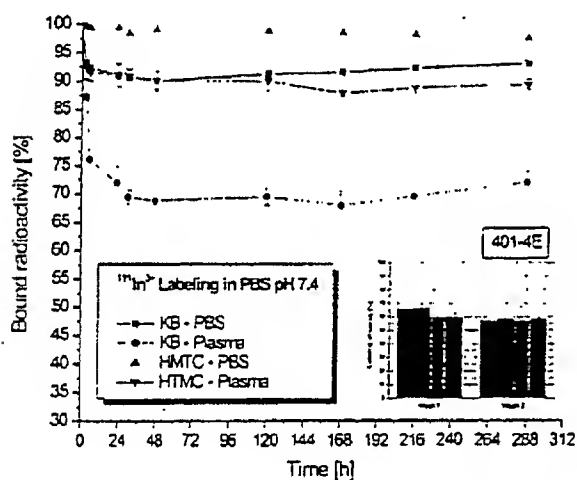 Bound radioactivity [%]
100
95
90
85
80
75
70
65
60
55
50
45
40
35
30
401-4E
Labeling in PBS pH 7.4
KB - PBS
KB - Plasma
HMTC - PBS
HTMC - Plasma
0 24 48 72 96 120 144 168 192 216 240 264 288 312
Time [h]